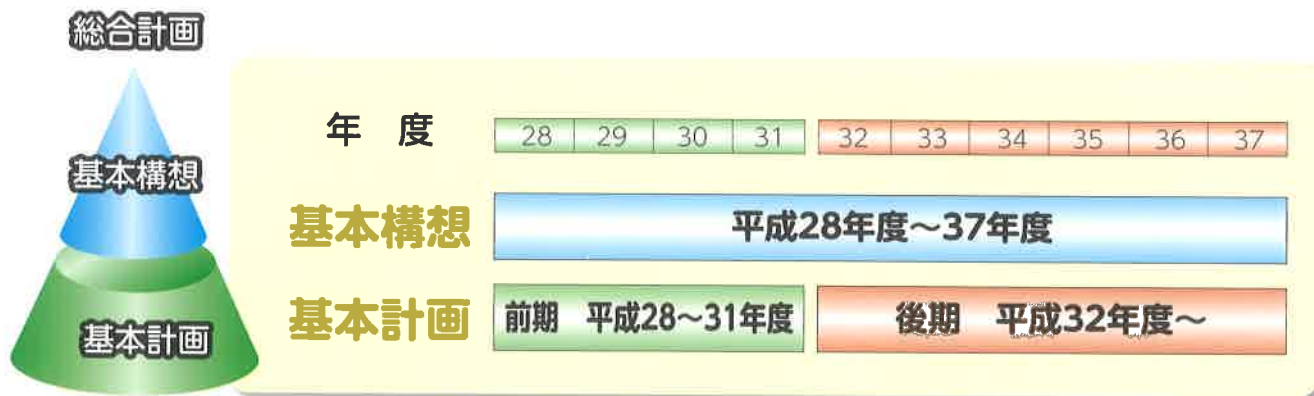 総合計画
基本構想
基本計画
年 度
28 29 30 31 32 33 34 35 36 37
基本構想
平成28年度～37年度
基本計画
前期 平成28～31年度
後期 平成32年度～